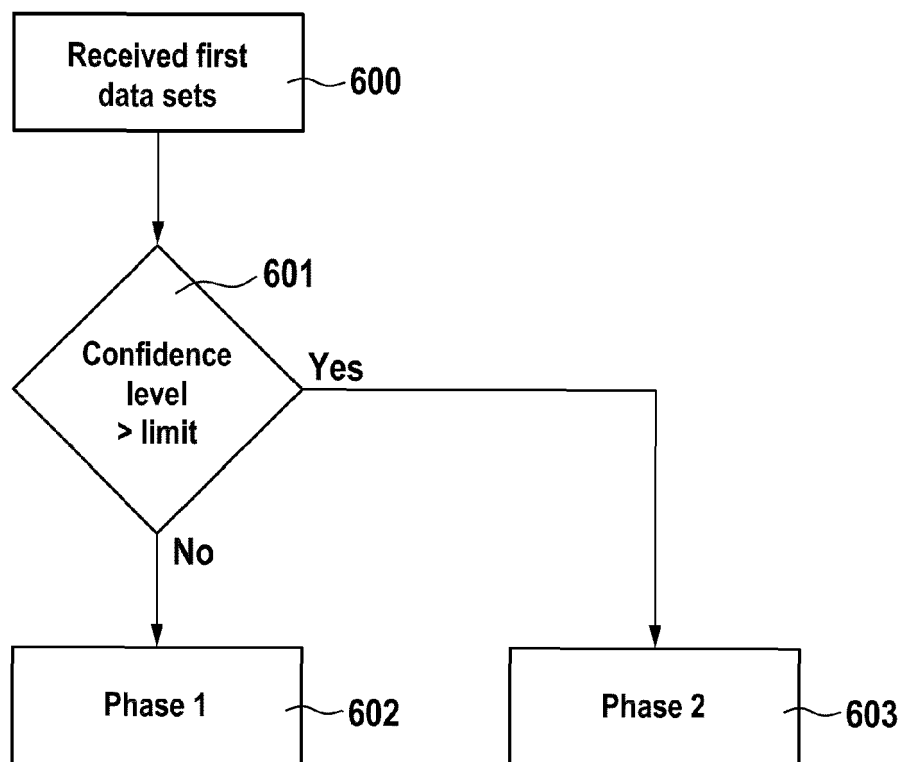 Received first
data sets
600
601
Confidence
level
> limit
Yes
No
Phase 1
602
Phase 2
603